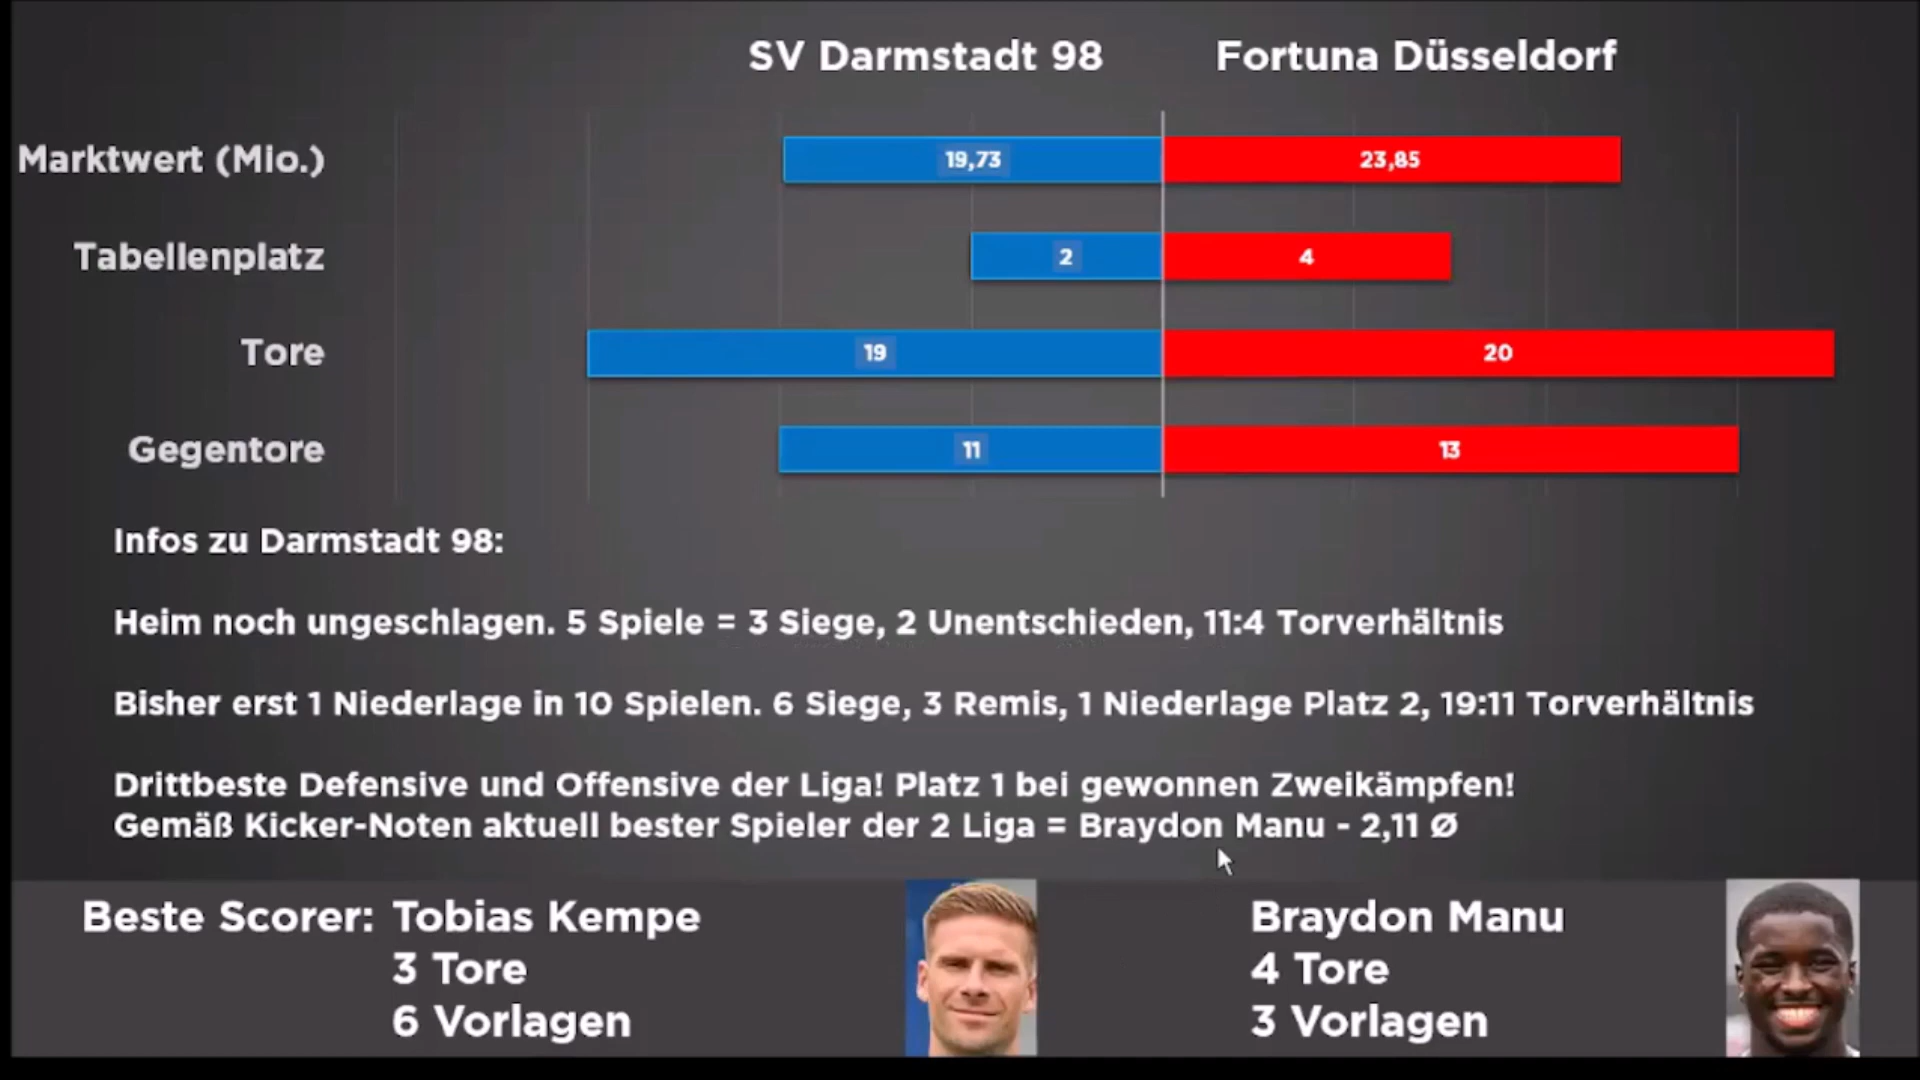 SV Darmstadt 98 Fortuna Düsseldorf
Marktwert (Mio.) 19,73 23,85
Tabellenplatz 2 4
Tore 19 20
Gegentore 11 13
Infos zu Darmstadt 98:
Heim noch ungeschlagen. 5 Spiele = 3 Siege, 2 Unentschieden, 11:4 Torverhältnis
Bisher erst 1 Niederlage in 10 Spielen. 6 Siege, 3 Remis, 1 Niederlage Platz 2, 19:11 Torverhältnis
Drittbeste Defensive und Offensive der Liga! Platz 1 bei gewonnen Zweikämpfen!
Gemäß Kicker-Noten aktuell bester Spieler der 2 Liga = Braydon Manu - 2,11 Ø
Beste Scorer: Tobias Kempe Braydon Manu
3 Tore 4 Tore
6 Vorlagen 3 Vorlagen